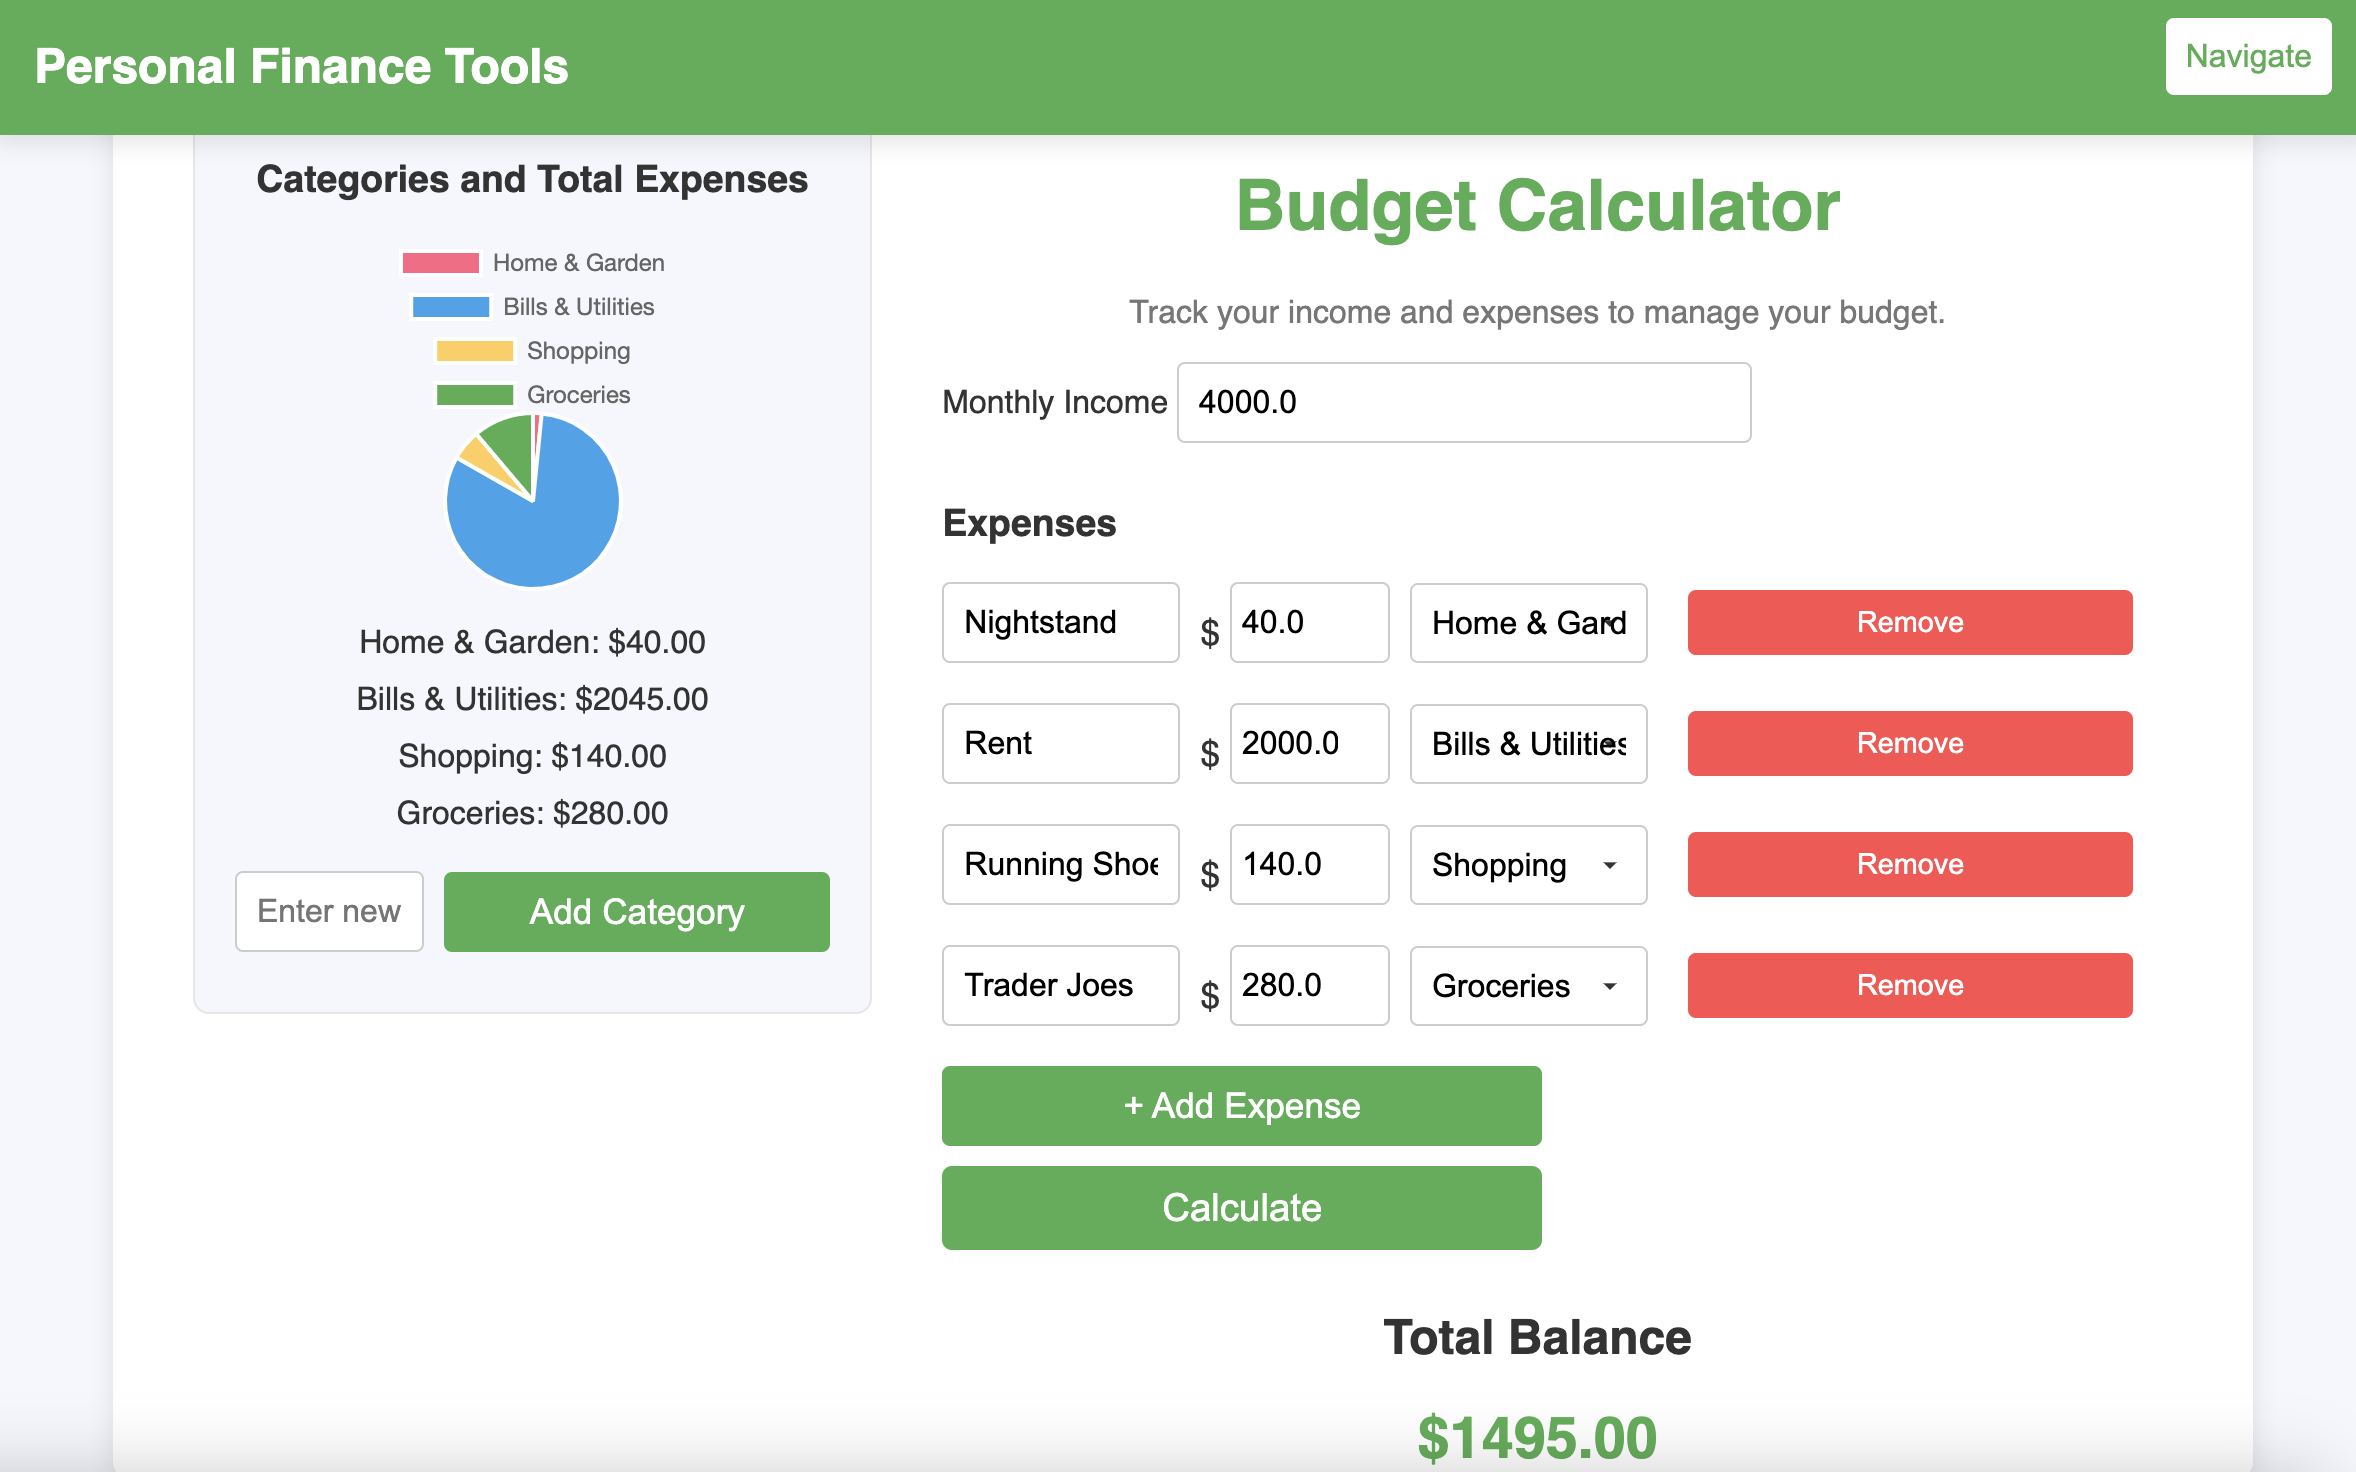 Personal Finance Tools
Navigate
Categories and Total Expenses
Home & Garden
Bills & Utilities
Shopping
Groceries
Home & Garden: $40.00
Bills & Utilities: $2045.00
Shopping: $140.00
Groceries: $280.00
Enter new
Add Category
Budget Calculator
Track your income and expenses to manage your budget.
Monthly Income 4000.0
Expenses
Nightstand $ 40.0 Home & Gard Remove
Rent $ 2000.0 Bills & Utilities Remove
Running Shoe $ 140.0 Shopping Remove
Trader Joes $ 280.0 Groceries Remove
+ Add Expense
Calculate
Total Balance
$1495.00